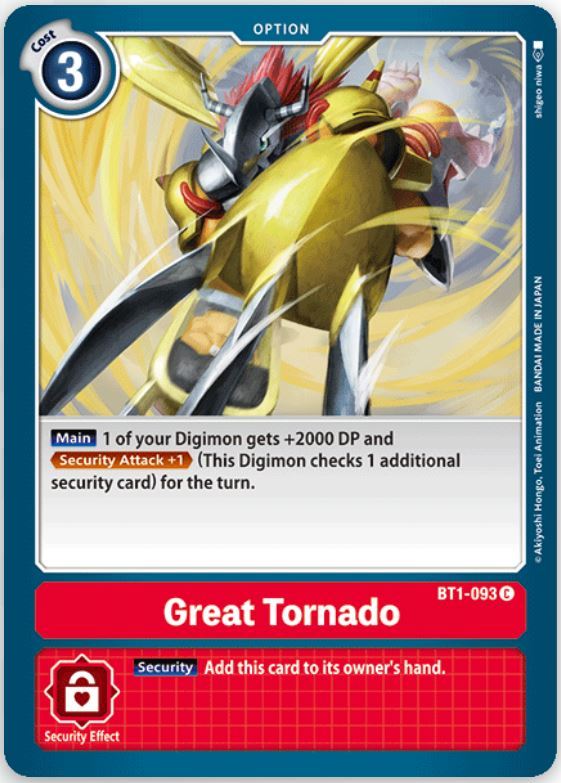 OPTION
Cost
3
shigeo niwa
Main 1 of your Digimon gets +2000 DP and
Security Attack +1 (This Digimon checks 1 additional
security card) for the turn.
© Akiyoshi Hongo, Toei Animation BANDAI MADE IN JAPAN
BT1-093 C
Great Tornado
Security Add this card to its owner's hand.
Security Effect